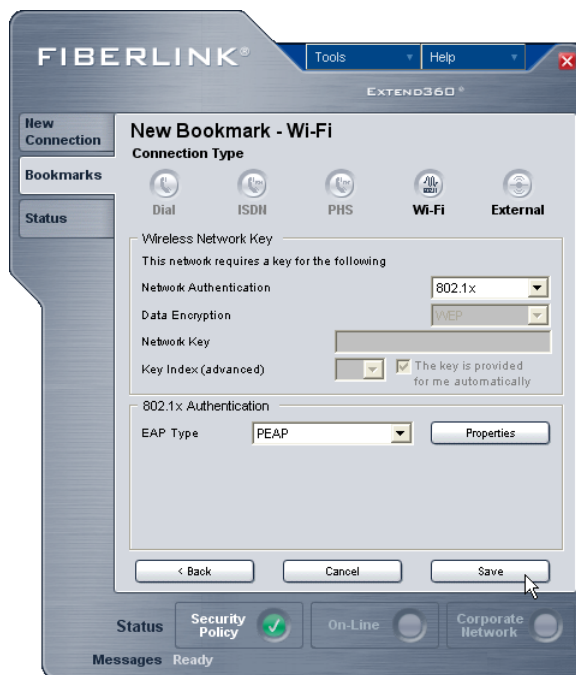 FIBERLINK®
Tools
Help
EXTEND360®
New Connection
Bookmarks
Status
New Bookmark - Wi-Fi
Connection Type
Dial
ISDN
PHS
Wi-Fi
External
Wireless Network Key
This network requires a key for the following
Network Authentication
802.1x
Data Encryption
WEP
Network Key
Key Index (advanced)
The key is provided
for me automatically
802.1x Authentication
EAP Type
PEAP
Properties
< Back
Cancel
Save
Status
Security
Policy
On-Line
Corporate
Network
Messages Ready